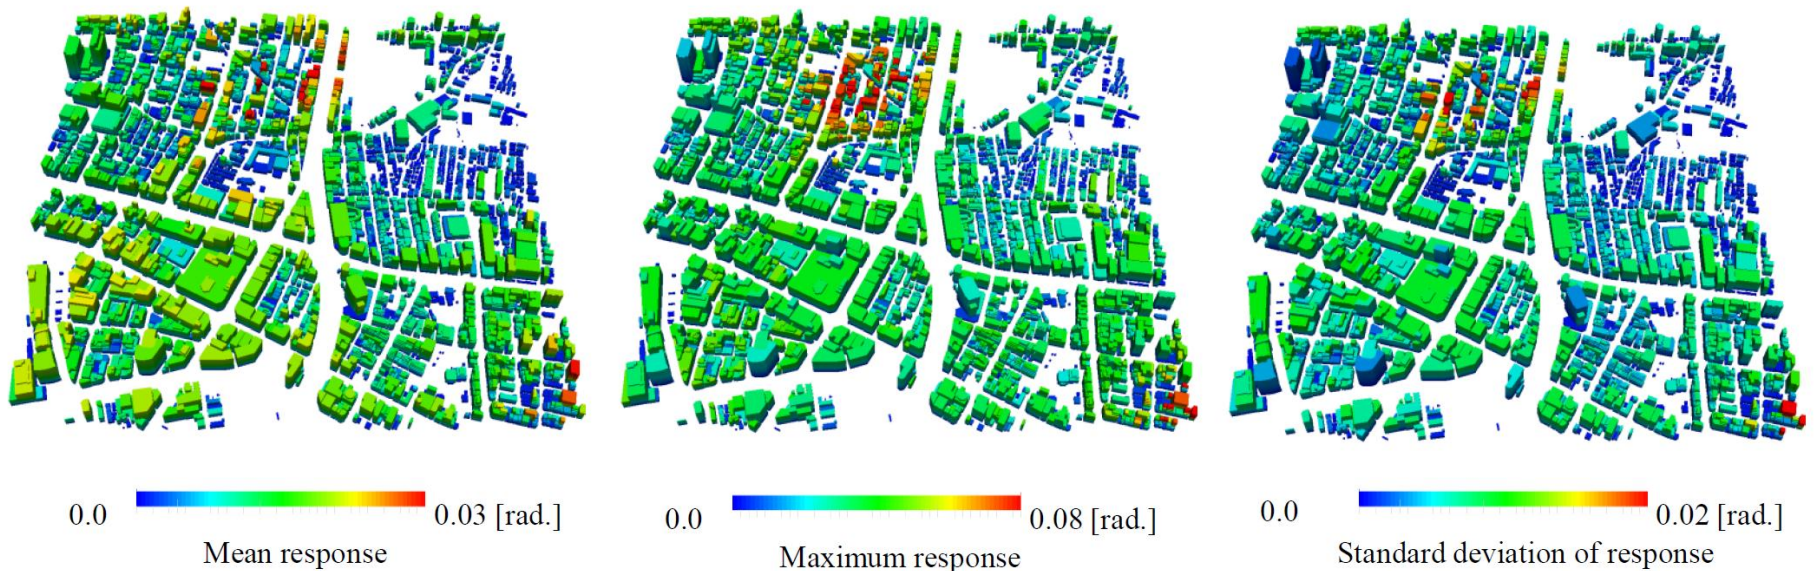 0.0 0.03 [rad.]
Mean response
0.0 0.08 [rad.]
Maximum response
0.0 0.02 [rad.]
Standard deviation of response